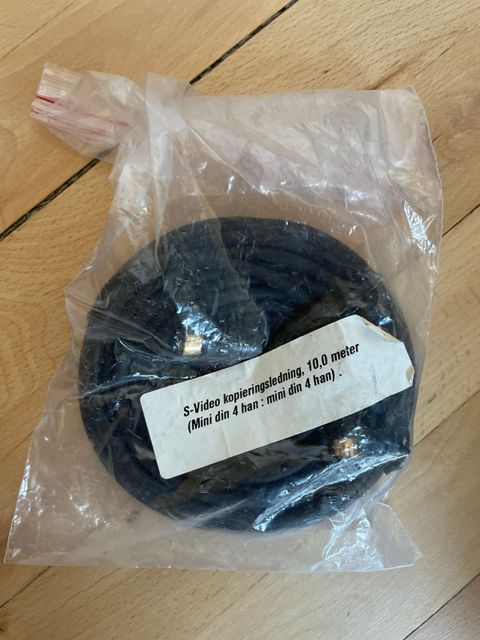 S-Video kopieringsledning, 10,0 meter
(Mini din 4 han : mini din 4 han) .